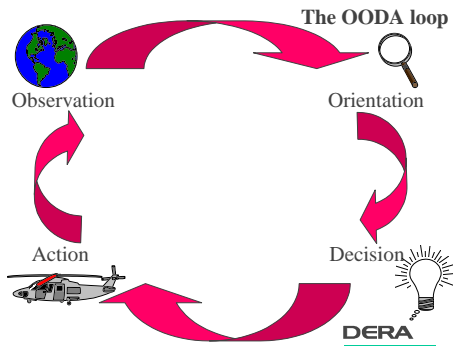 The OODA loop
Observation
Orientation
Action
Decision
DERA